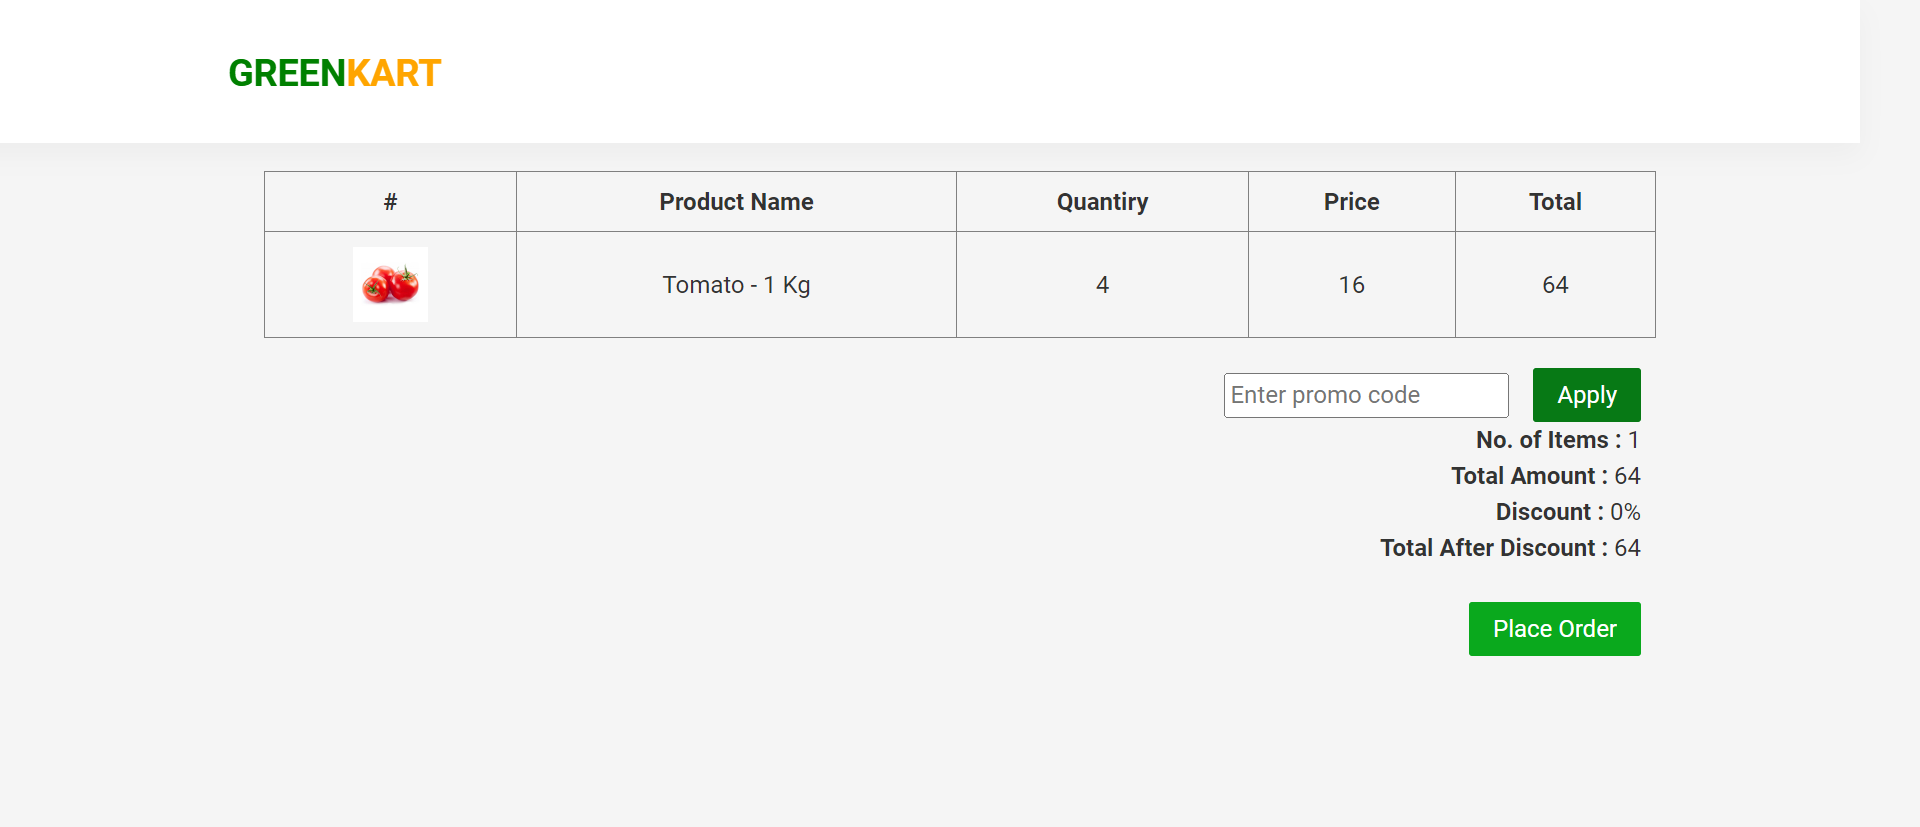 GREENKART
# Product Name Quantiry Price Total
Tomato - 1 Kg 4 16 64
Enter promo code Apply
No. of Items : 1
Total Amount : 64
Discount : 0%
Total After Discount : 64
Place Order